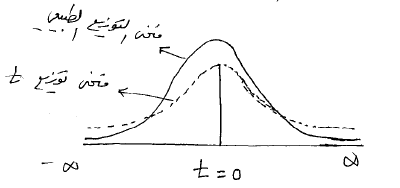 منحنى التوزيع الطبيعي
منحنى توزيع t
- ∞
t = 0
∞